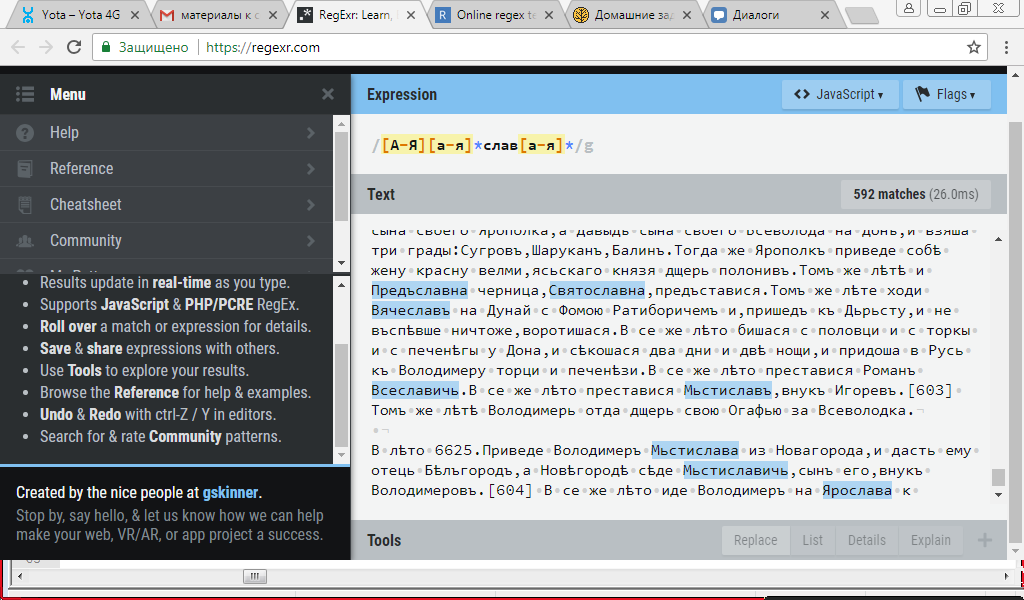 Yota – Yota 4G
материалы к с
RegExr: Learn,
Online regex te
Домашние зад
Диалоги
Защищено
https://regexr.com
Menu
Help
Reference
Cheatsheet
Community
Results update in real-time as you type.
Supports JavaScript & PHP/PCRE RegEx.
Roll over a match or expression for details.
Save & share expressions with others.
Use Tools to explore your results.
Browse the Reference for help & examples.
Undo & Redo with ctrl-Z / Y in editors.
Search for & rate Community patterns.
Created by the nice people at gskinner.
Stop by, say hello, & let us know how we can help
make your web, VR/AR, or app project a success.
Expression
JavaScript
Flags
/[А-Я][а-я]*слав[а-я]*/g
Text
592 matches (26.0ms)
сына своего Ярополка,а давыдъ сына своего Всеволода на донъ,и взяша
три грады:Сугровъ,Шаруканъ,Балинъ.Тогда же Ярополкъ приведе собѣ
жену красну велми,ясьскаго князя дщерь полонивъ.Томъ же лѣтѣ и
Предъславна черница,Святославна,предъставися.Томъ же лѣте ходи
Вячеславъ на Дунай с Фомою Ратиборичемъ и,пришедъ къ Дьрьсту,и не
въспѣвше ничтоже,воротишася.В се же лѣто бишася с половци и с торкы
и с печенѣгы у Дона,и сѣкошася два дни и двѣ нощи,и придоша в Русь
къ Володимеру торци и печенѣзи.В се же лѣто преставися Романъ
Всеславичь.В се же лѣто преставися Мьстиславъ,внукъ Игоревъ.[603]
Томъ же лѣтѣ Володимерь отда дщерь свою Огафью за Всеволодка.
В лѣто 6625.Приведе Володимеръ Мьстислава из Новагорода,и дасть ему
отець Бѣлъгородъ,а Новѣгородѣ сѣде Мьстиславичь,сынъ его,внукъ
Володимеровъ.[604] В се же лѣто иде Володимеръ на Ярослава к
Tools
Replace
List
Details
Explain